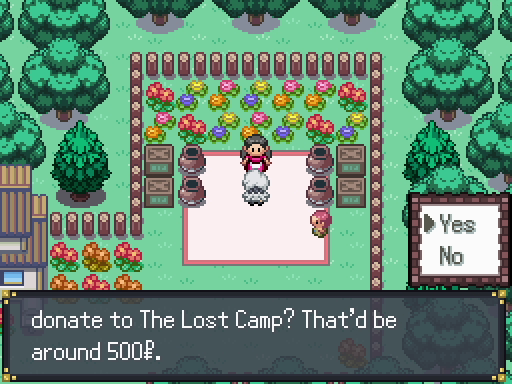 Yes
No
donate to The Lost Camp? That'd be
around 500₽.